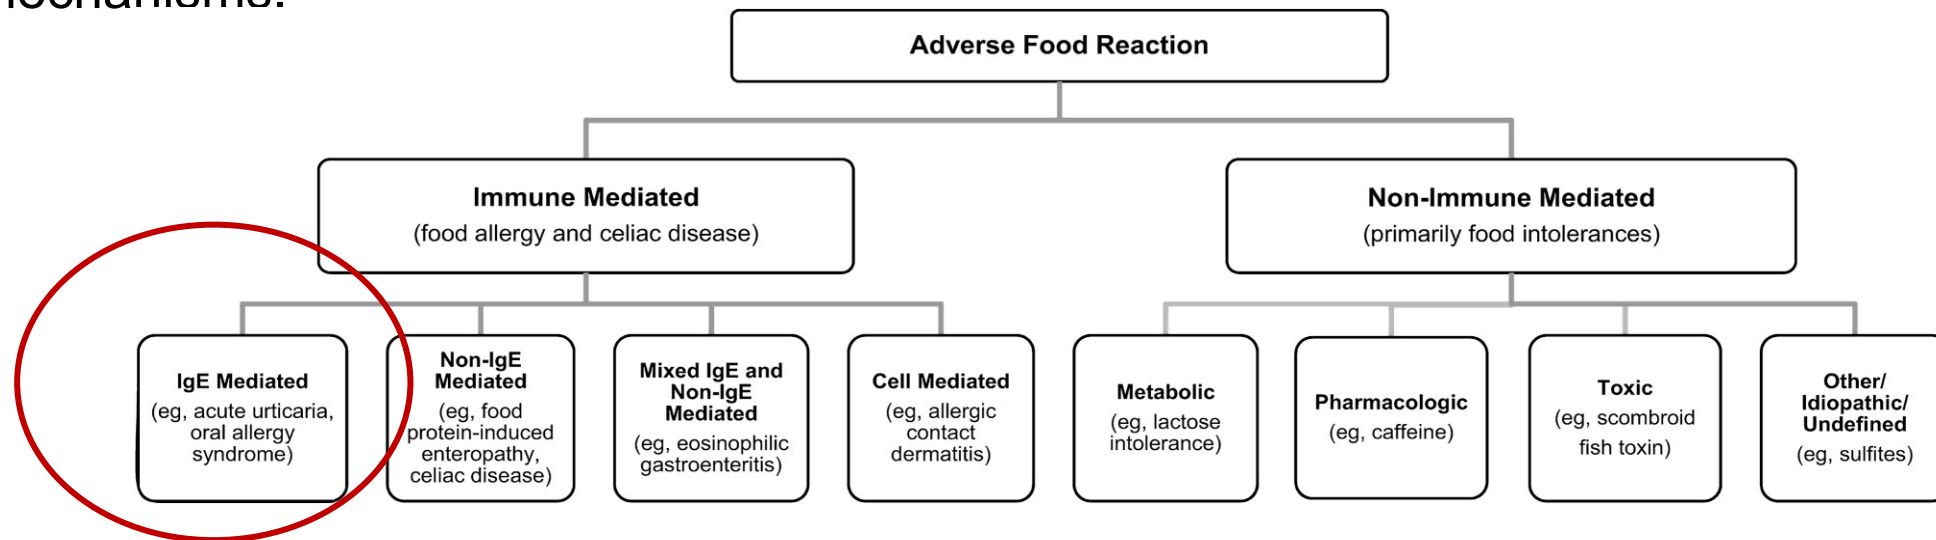 Adverse Food Reaction
Immune Mediated
(food allergy and celiac disease)
Non-Immune Mediated
(primarily food intolerances)
IgE Mediated
(eg, acute urticaria,
oral allergy
syndrome)
Non-IgE
Mediated
(eg, food
protein-induced
enteropathy,
celiac disease)
Mixed IgE and
Non-IgE
Mediated
(eg, eosinophilic
gastroenteritis)
Cell Mediated
(eg, allergic
contact
dermatitis)
Metabolic
(eg, lactose
intolerance)
Pharmacologic
(eg, caffeine)
Toxic
(eg, scombroid
fish toxin)
Other/
Idiopathic/
Undefined
(eg, sulfites)